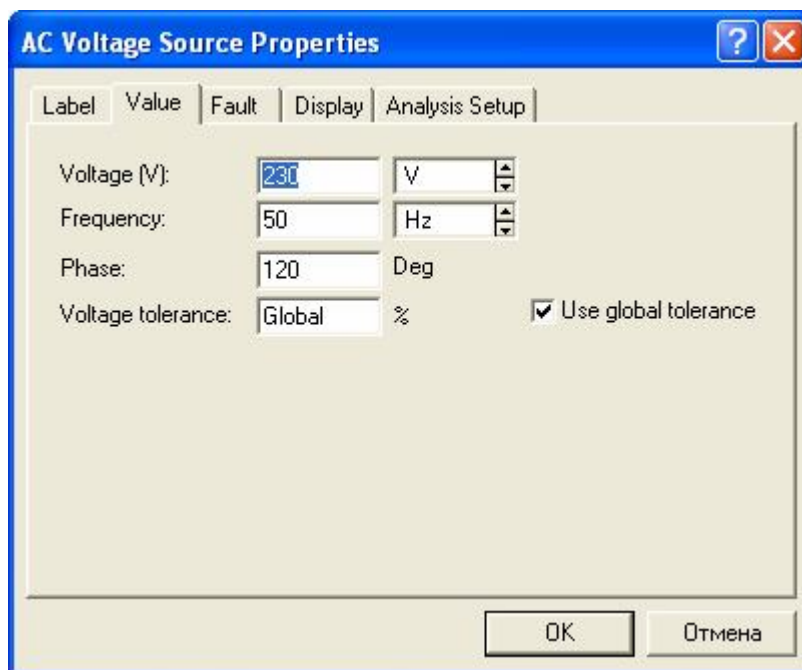 AC Voltage Source Properties ?
Label Value Fault Display Analysis Setup
Voltage (V): 230 V
Frequency: 50 Hz
Phase: 120 Deg
Voltage tolerance: Global % Use global tolerance
OK Отмена